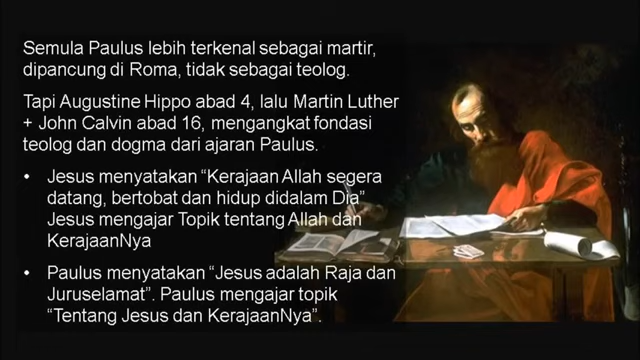 Semula Paulus lebih terkenal sebagai martir,
dipancung di Roma, tidak sebagai teolog.
Tapi Augustine Hippo abad 4, lalu Martin Luther
+ John Calvin abad 16, mengangkat fondasi
teolog dan dogma dari ajaran Paulus.
• Jesus menyatakan “Kerajaan Allah segera
datang, bertobat dan hidup didalam Dia”
Jesus mengajar Topik tentang Allah dan
KerajaanNya
• Paulus menyatakan “Jesus adalah Raja dan
Juruselamat”. Paulus mengajar topik
“Tentang Jesus dan KerajaanNya”.